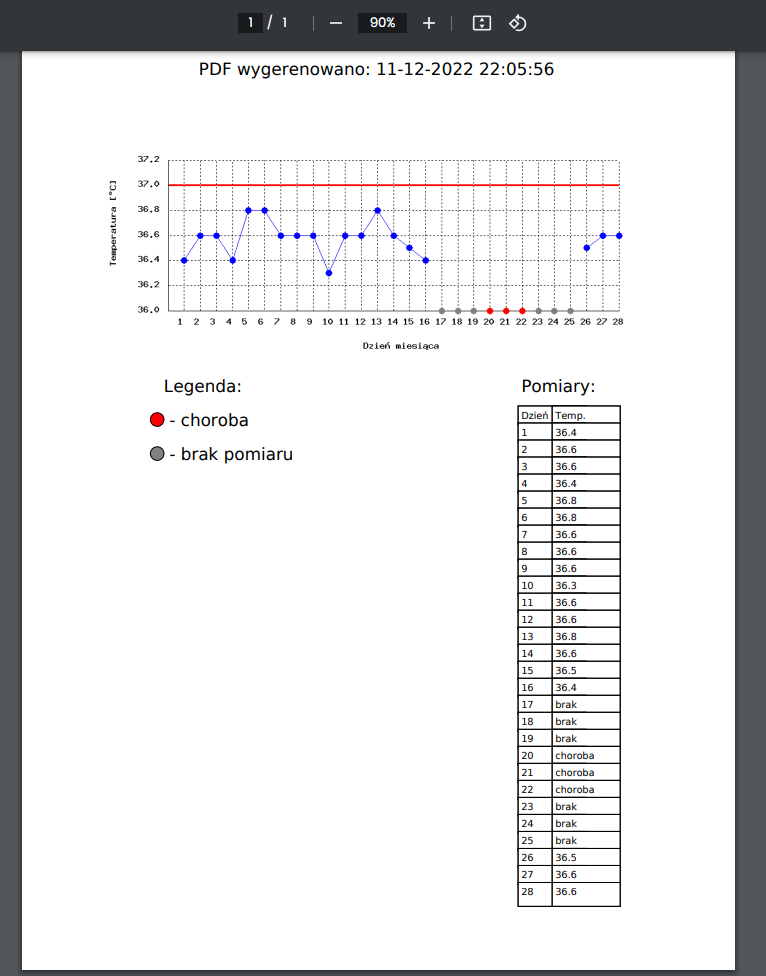 1 / 1 90%
PDF wygerenowano: 11-12-2022 22:05:56
37.2
37.0
36.8
36.6
36.4
36.2
36.0
Temperatura [°C]
1 2 3 4 5 6 7 8 9 10 11 12 13 14 15 16 17 18 19 20 21 22 23 24 25 26 27 28
Dzień miesiąca
Legenda:
- choroba
- brak pomiaru
Pomiary:
Dzień Temp.
1 36.4
2 36.6
3 36.6
4 36.4
5 36.8
6 36.8
7 36.6
8 36.6
9 36.6
10 36.3
11 36.6
12 36.6
13 36.8
14 36.6
15 36.5
16 36.4
17 brak
18 brak
19 brak
20 choroba
21 choroba
22 choroba
23 brak
24 brak
25 brak
26 36.5
27 36.6
28 36.6